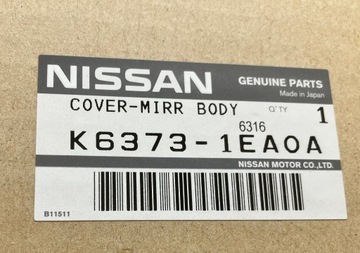 NISSAN GENUINE PARTS
Made in Japan
COVER-MIRR BODY Q'TY 1
6316
K6373-1EA0A
NISSAN MOTOR CO.,LTD.
B11511